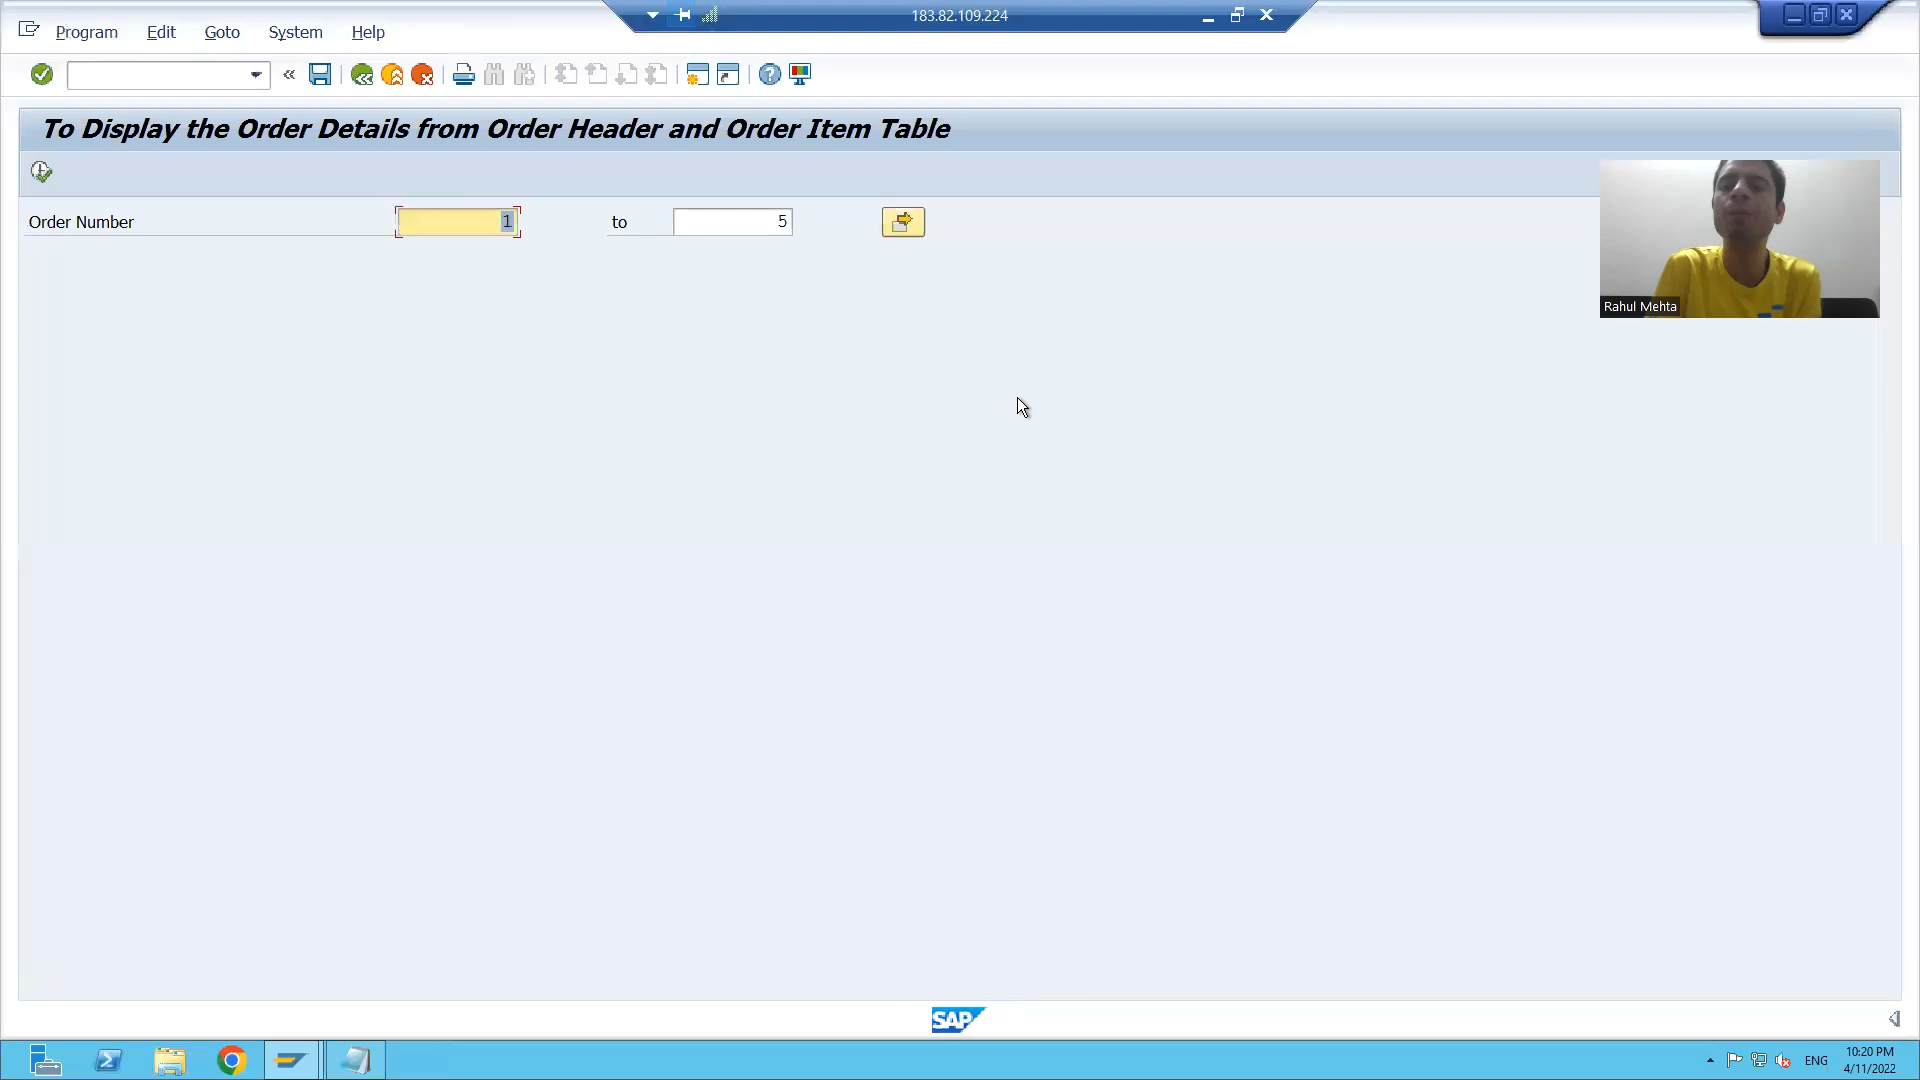 183.82.109.224
Program Edit Goto System Help
To Display the Order Details from Order Header and Order Item Table
Order Number 1 to 5
Rahul Mehta
SAP
ENG
10:20 PM
4/11/2022